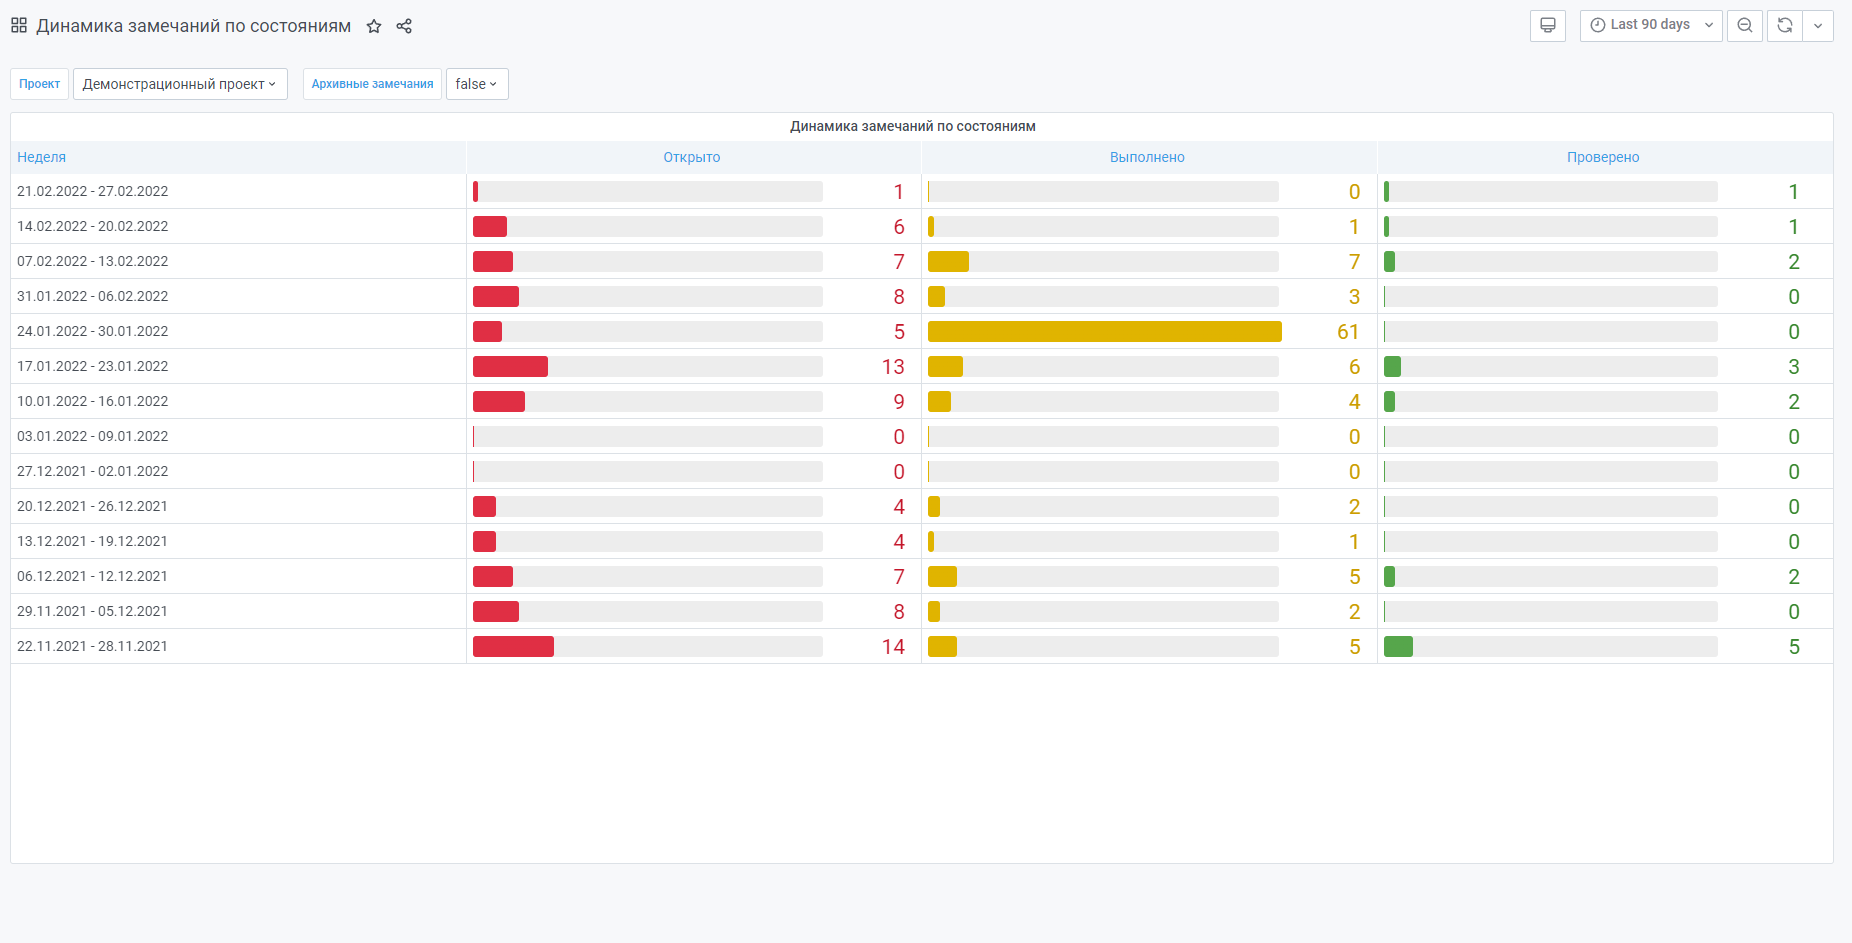 Динамика замечаний по состояниям
Last 90 days
Проект Демонстрационный проект Архивные замечания false
Динамика замечаний по состояниям
Неделя Открыто Выполнено Проверено
21.02.2022 - 27.02.2022 1 0 1
14.02.2022 - 20.02.2022 6 1 1
07.02.2022 - 13.02.2022 7 7 2
31.01.2022 - 06.02.2022 8 3 0
24.01.2022 - 30.01.2022 5 61 0
17.01.2022 - 23.01.2022 13 6 3
10.01.2022 - 16.01.2022 9 4 2
03.01.2022 - 09.01.2022 0 0 0
27.12.2021 - 02.01.2022 0 0 0
20.12.2021 - 26.12.2021 4 2 0
13.12.2021 - 19.12.2021 4 1 0
06.12.2021 - 12.12.2021 7 5 2
29.11.2021 - 05.12.2021 8 2 0
22.11.2021 - 28.11.2021 14 5 5